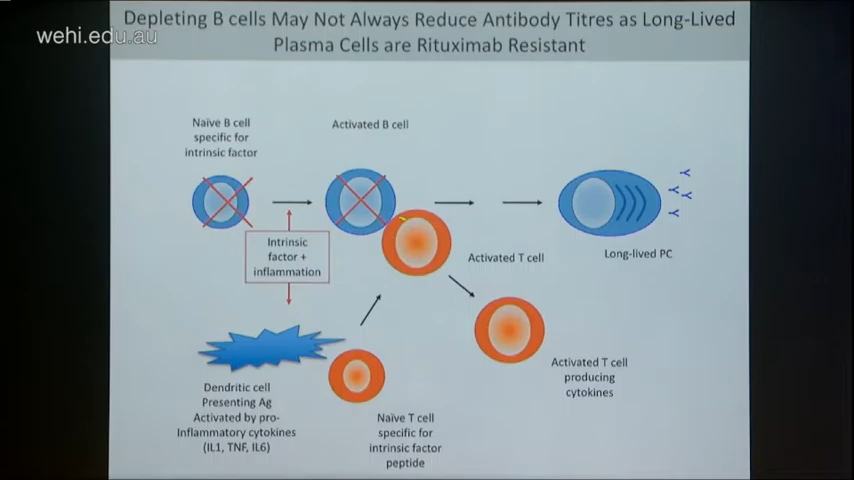 Depleting B cells May Not Always Reduce Antibody Titres as Long-Lived
Plasma Cells are Rituximab Resistant
wehi.edu.au
Naïve B cell
specific for
intrinsic factor
Activated B cell
Intrinsic
factor +
inflammation
Activated T cell
Long-lived PC
Dendritic cell
Presenting Ag
Activated by pro-
Inflammatory cytokines
(IL1, TNF, IL6)
Naïve T cell
specific for
intrinsic factor
peptide
Activated T cell
producing
cytokines